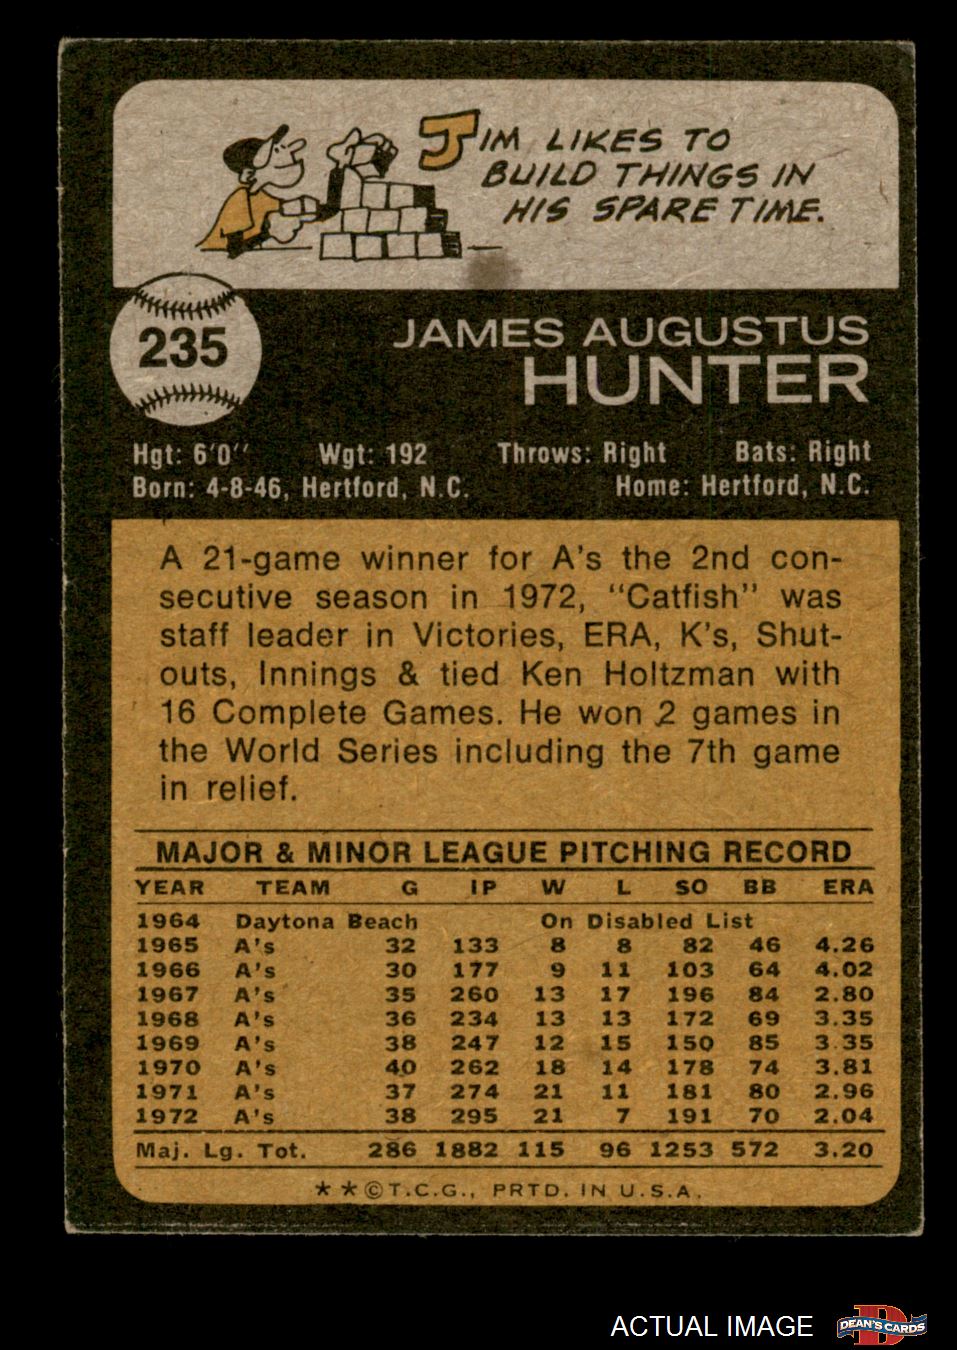 JIM LIKES TO
BUILD THINGS IN
HIS SPARE TIME.
235
JAMES AUGUSTUS
HUNTER
Hgt: 6'0'' Wgt: 192 Throws: Right Bats: Right
Born: 4-8-46, Hertford, N.C. Home: Hertford, N.C.
A 21-game winner for A's the 2nd con-
secutive season in 1972, "Catfish" was
staff leader in Victories, ERA, K's, Shut-
outs, Innings & tied Ken Holtzman with
16 Complete Games. He won 2 games in
the World Series including the 7th game
in relief.
MAJOR & MINOR LEAGUE PITCHING RECORD
YEAR TEAM G IP W L SO BB ERA
1964 Daytona Beach On Disabled List
1965 A's 32 133 8 8 82 46 4.26
1966 A's 30 177 9 11 103 64 4.02
1967 A's 35 260 13 17 196 84 2.80
1968 A's 36 234 13 13 172 69 3.35
1969 A's 38 247 12 15 150 85 3.35
1970 A's 40 262 18 14 178 74 3.81
1971 A's 37 274 21 11 181 80 2.96
1972 A's 38 295 21 7 191 70 2.04
Maj. Lg. Tot. 286 1882 115 96 1253 572 3.20
* * © T.C.G., PRTD. IN U.S.A.
ACTUAL IMAGE
DEAN'S CARDS